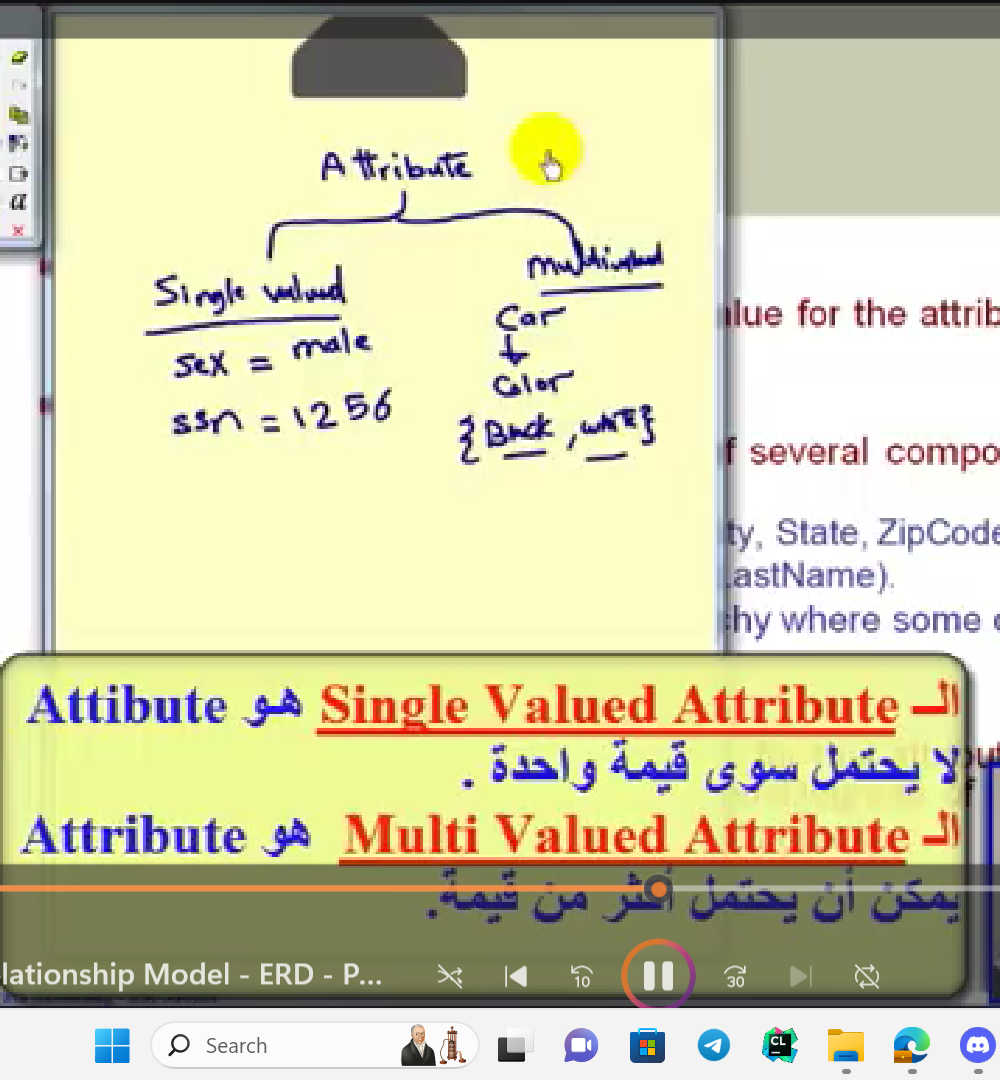 Attribute
Single valued
Multivalued
sex = male
ssn = 1256
Car
Color
{Black, white}
alue for the attrib
f several compo
ty, State, ZipCode
LastName).
chy where some
الـ Single Valued Attribute هو Attibute
لا يحتمل سوى قيمة واحدة .
الـ Multi Valued Attribute هو Attribute
يمكن أن يحتمل أكثر من قيمة.
lationship Model - ERD - P...
10
30
Search
CL